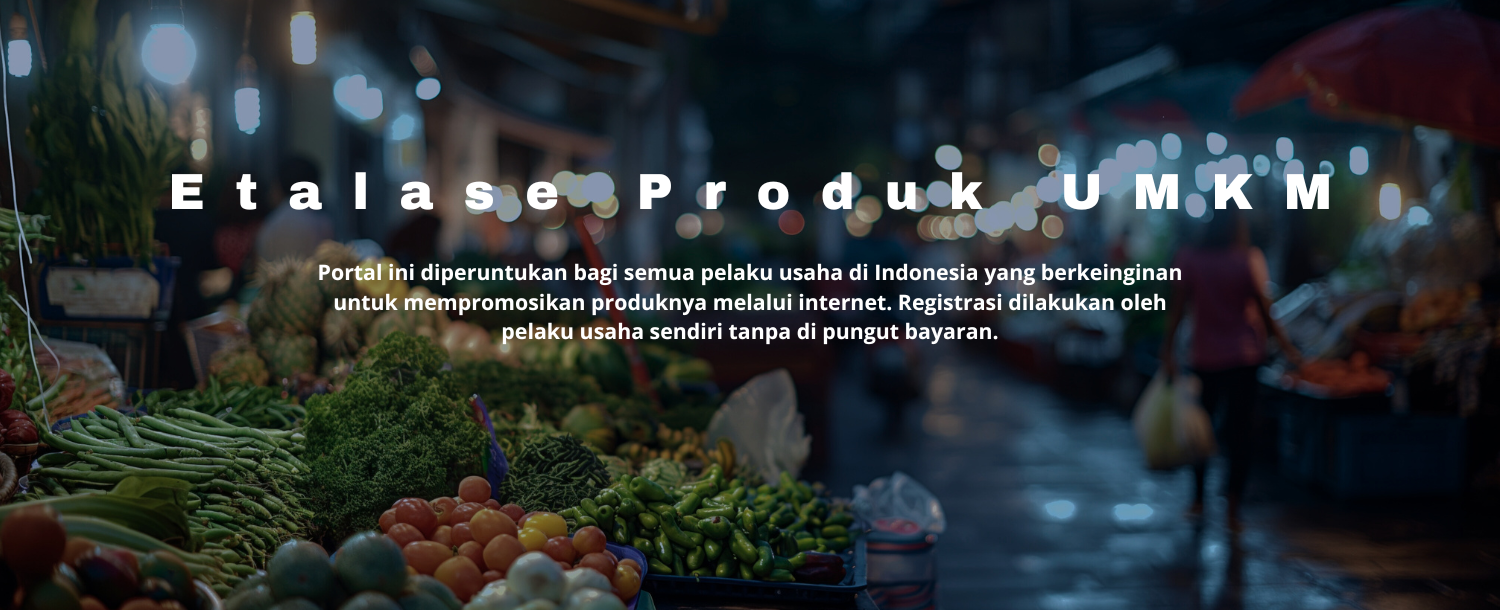 Etalase Produk UMKM
Portal ini diperuntukan bagi semua pelaku usaha di Indonesia yang berkeinginan
untuk mempromosikan produknya melalui internet. Registrasi dilakukan oleh
pelaku usaha sendiri tanpa di pungut bayaran.